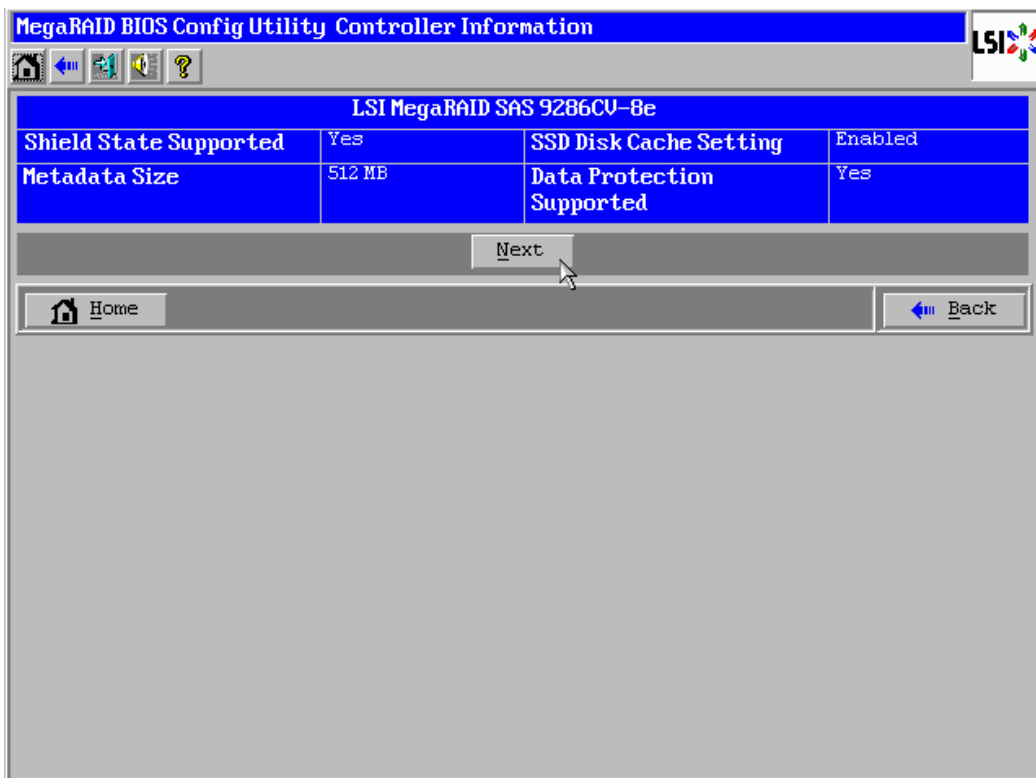 MegaRAID BIOS Config Utility Controller Information
LSI
?
LSI MegaRAID SAS 9286CV-8e
Shield State Supported Yes SSD Disk Cache Setting Enabled
Metadata Size 512 MB Data Protection Yes
Supported
Next
Home Back